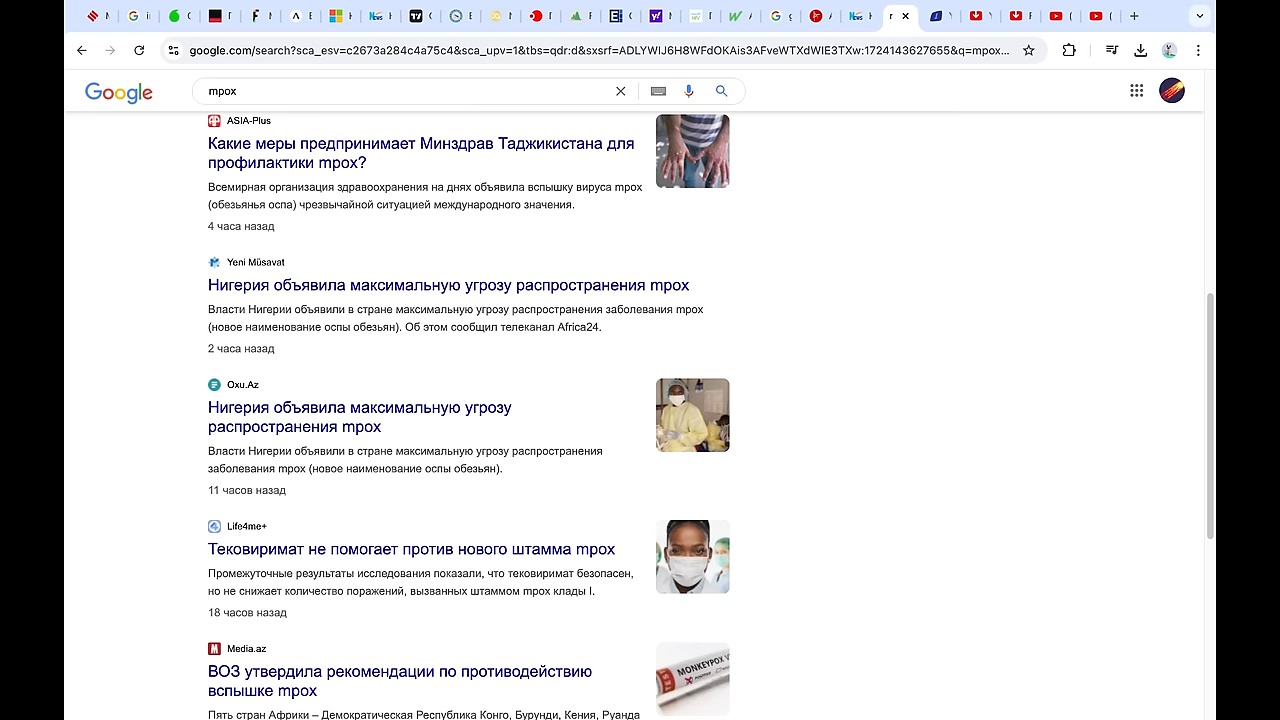 google.com/search?sca_esv=c2673a284c4a75c4&sca_upv=1&tbs=qdr:d&sxsrf=ADLYWIJ6H8WFdOKAis3AFveWTXdWIE3TXw:1724143627655&q=mpox...
Google
mpox
ASIA-Plus
Какие меры предпринимает Минздрав Таджикистана для
профилактики mpox?
Всемирная организация здравоохранения на днях объявила вспышку вируса mpox
(обезьянья оспа) чрезвычайной ситуацией международного значения.
4 часа назад
Yeni Müsavat
Нигерия объявила максимальную угрозу распространения mpox
Власти Нигерии объявили в стране максимальную угрозу распространения заболевания mpox
(новое наименование оспы обезьян). Об этом сообщил телеканал Africa24.
2 часа назад
Oxu.Az
Нигерия объявила максимальную угрозу
распространения mpox
Власти Нигерии объявили в стране максимальную угрозу распространения
заболевания mpox (новое наименование оспы обезьян).
11 часов назад
Life4me+
Тековиримат не помогает против нового штамма mpox
Промежуточные результаты исследования показали, что тековиримат безопасен,
но не снижает количество поражений, вызванных штаммом mpox клады I.
18 часов назад
Media.az
ВОЗ утвердила рекомендации по противодействию
вспышке mpox
MONKEYPOX
Пять стран Африки – Демократическая Республика Конго, Бурунди, Кения, Руанда